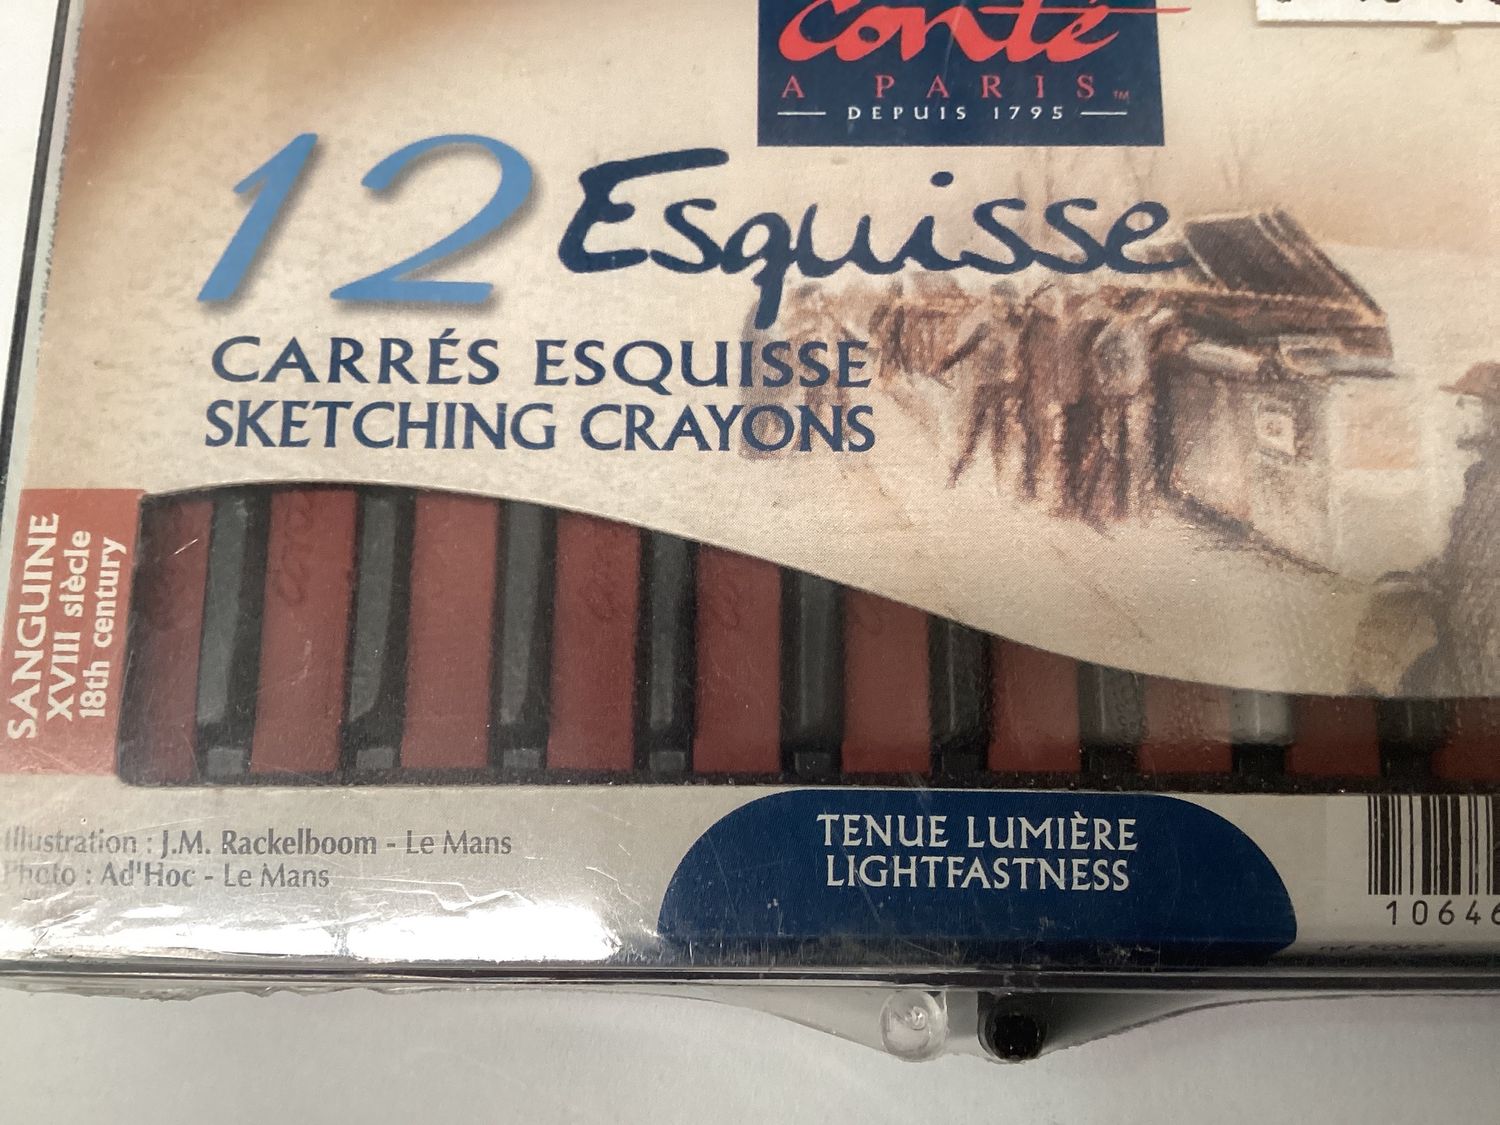 conté
A PARIS™
DEPUIS 1795
12 Esquisse
CARRÉS ESQUISSE
SKETCHING CRAYONS
SANGUINE
XVIII siècle
18th century
Illustration : J.M. Rackelboom - Le Mans
Photo : Ad'Hoc - Le Mans
TENUE LUMIÈRE
LIGHTFASTNESS
10646